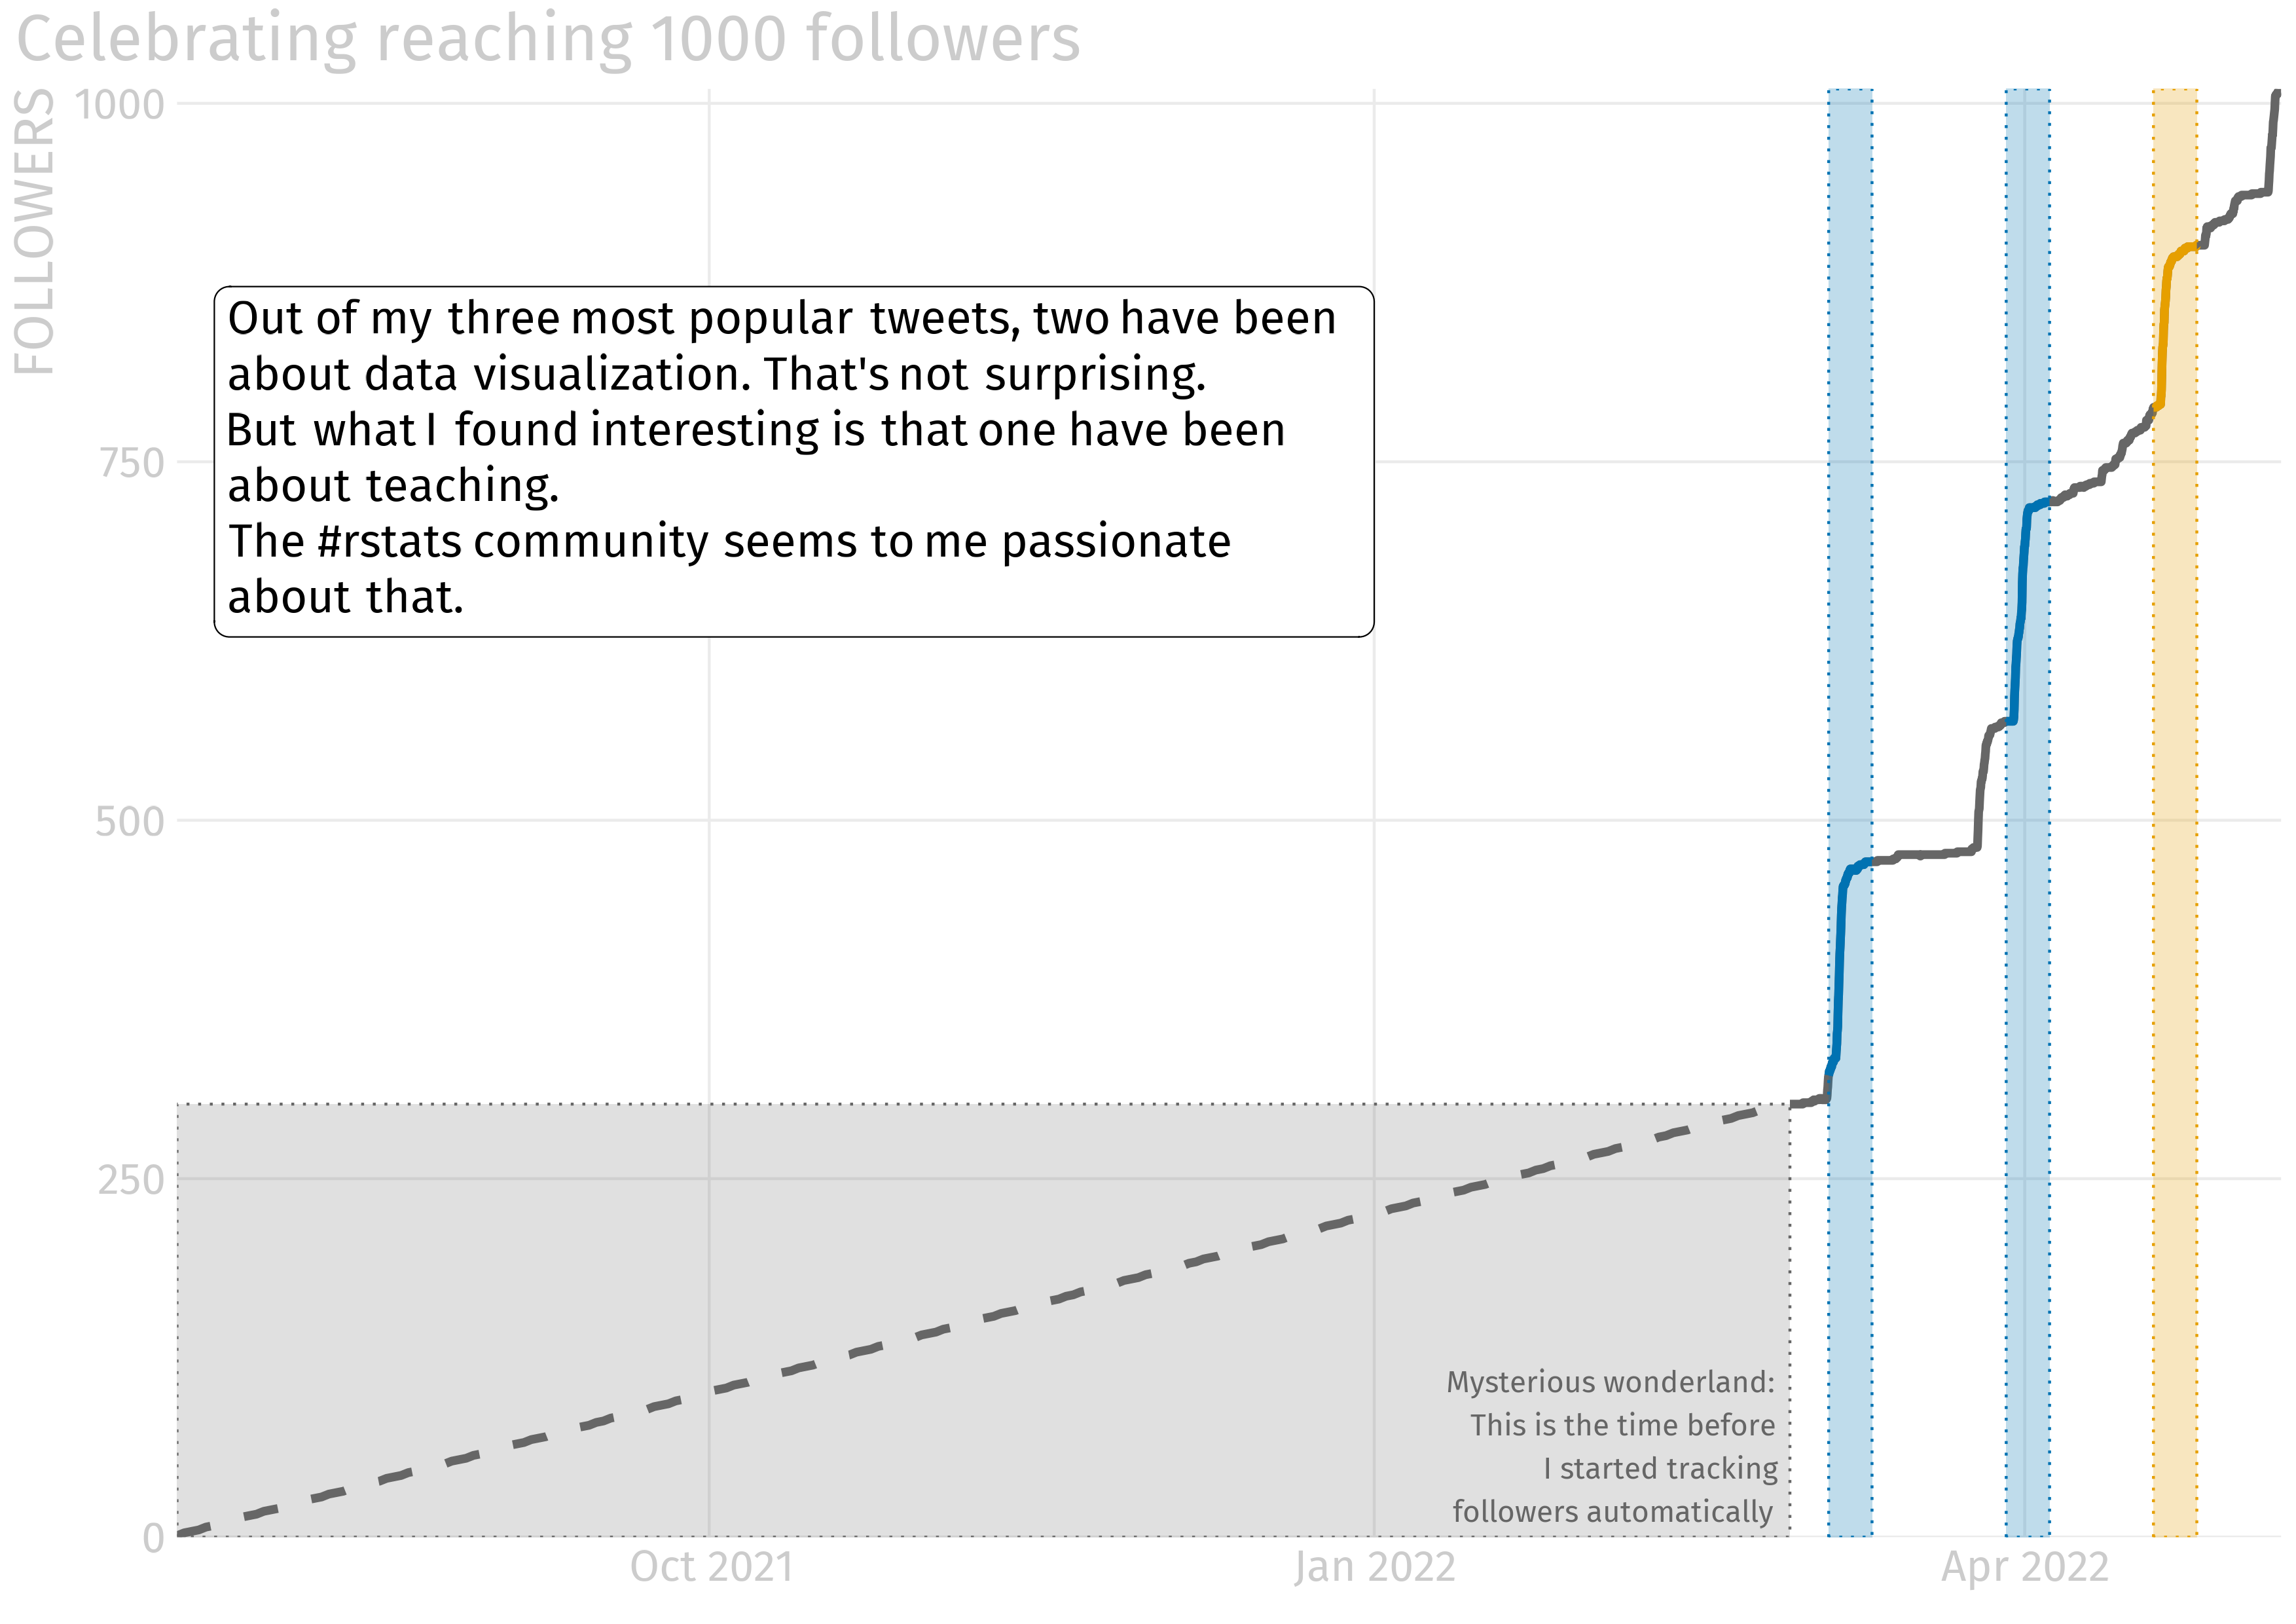 Celebrating reaching 1000 followers
FOLLOWERS
1000
750
500
250
0
Out of my three most popular tweets, two have been
about data visualization. That's not surprising.
But what I found interesting is that one have been
about teaching.
The #rstats community seems to me passionate
about that.
Mysterious wonderland:
This is the time before
I started tracking
followers automatically
Oct 2021
Jan 2022
Apr 2022